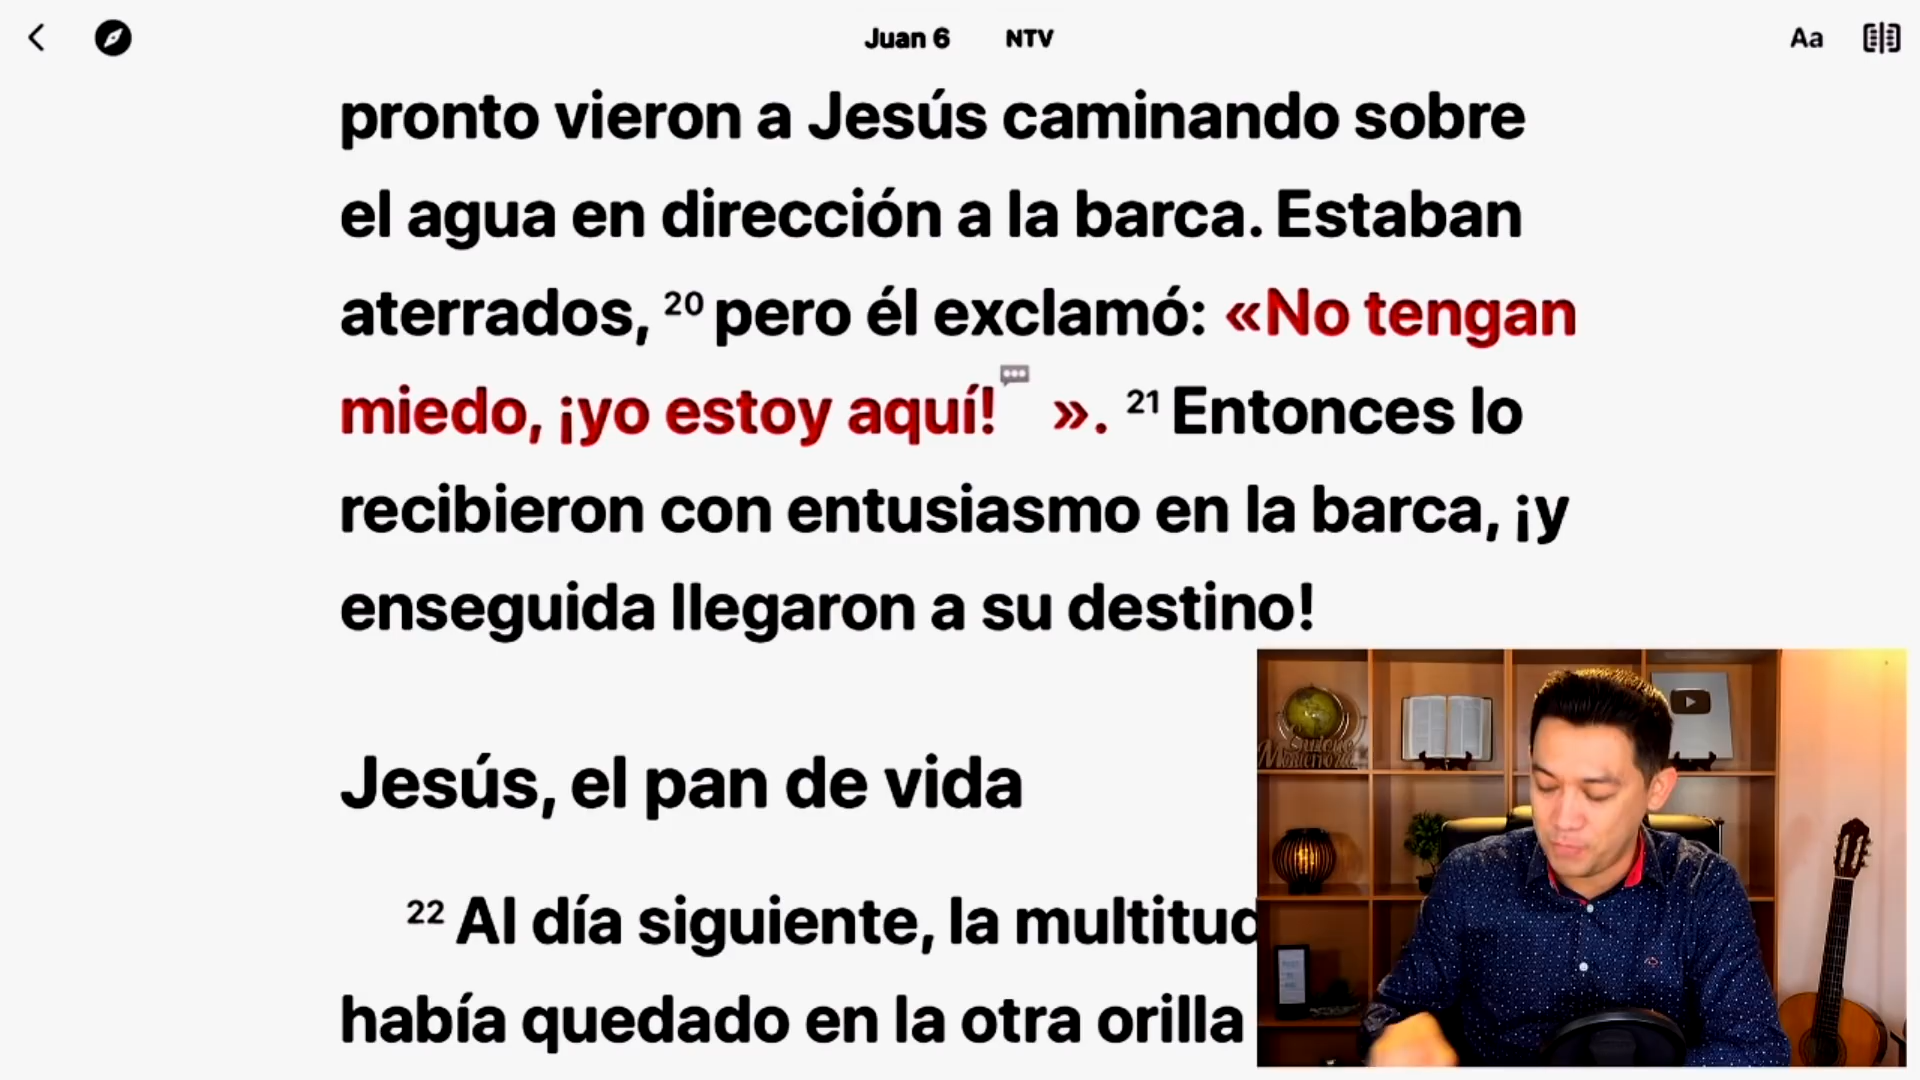 Juan 6 NTV Aa
pronto vieron a Jesús caminando sobre
el agua en dirección a la barca. Estaban
aterrados, 20 pero él exclamó: «No tengan
miedo, ¡yo estoy aquí! ». 21 Entonces lo
recibieron con entusiasmo en la barca, ¡y
enseguida llegaron a su destino!
Jesús, el pan de vida
22 Al día siguiente, la multitud
había quedado en la otra orilla